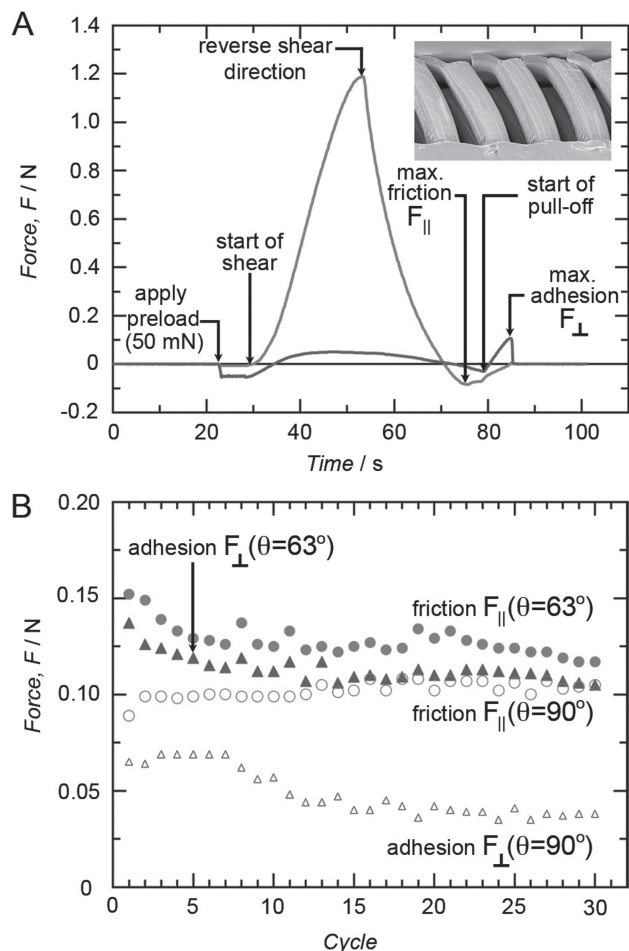 A
1.4
1.2
1.0
0.8
0.6
0.4
0.2
0
-0.2
Force, F / N
reverse shear
direction
max.
friction
F||
start of
pull-off
start of
shear
apply
preload
(50 mN)
max.
adhesion
F⊥
0 20 40 60 80 100
Time / s
B
0.20
0.15
0.10
0.05
0
Force, F / N
adhesion F⊥(θ=63°)
friction F||(θ=63°)
friction F||(θ=90°)
adhesion F⊥(θ=90°)
0 5 10 15 20 25 30
Cycle